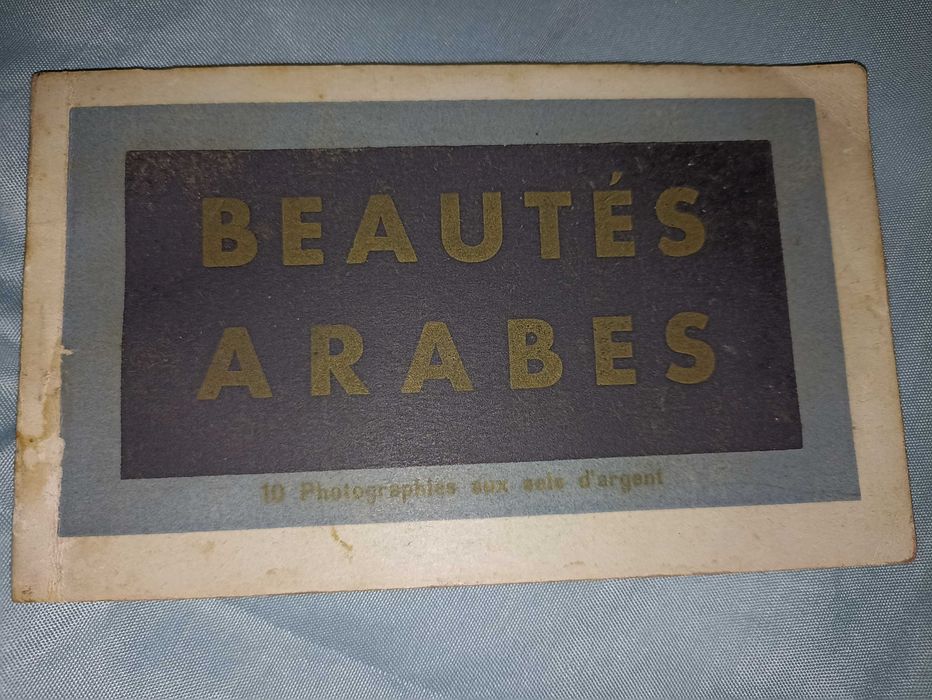 BEAUTÉS
ARABES
10 Photographies aux sels d'argent